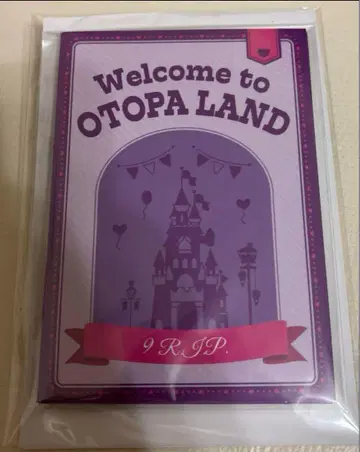 Welcome to
OTOPA LAND
9 R.I.P.